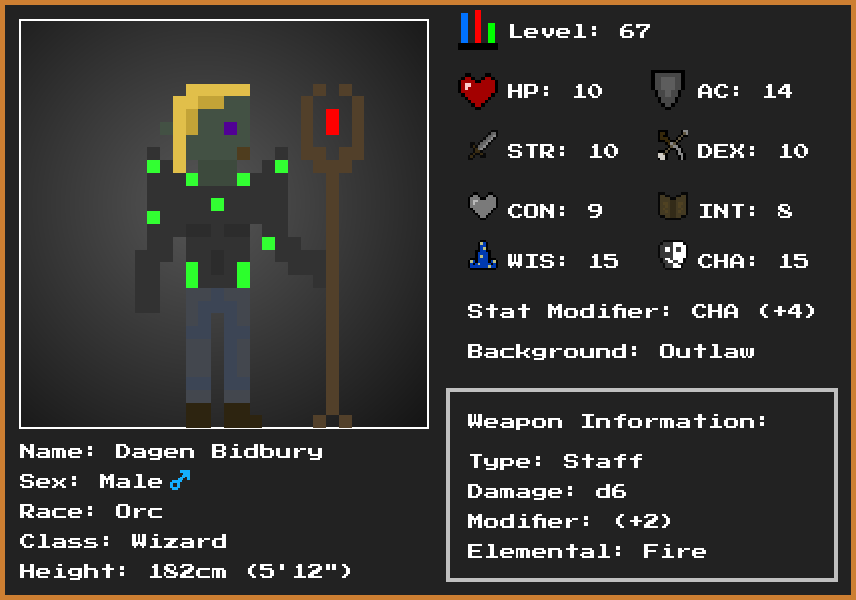 Level: 67
HP: 10
AC: 14
STR: 10
DEX: 10
CON: 9
INT: 8
WIS: 15
CHA: 15
Stat Modifier: CHA (+4)
Background: Outlaw
Weapon Information:
Type: Staff
Damage: d6
Modifier: (+2)
Elemental: Fire
Name: Dagen Bidbury
Sex: Male ♂
Race: Orc
Class: Wizard
Height: 182cm (5'12")